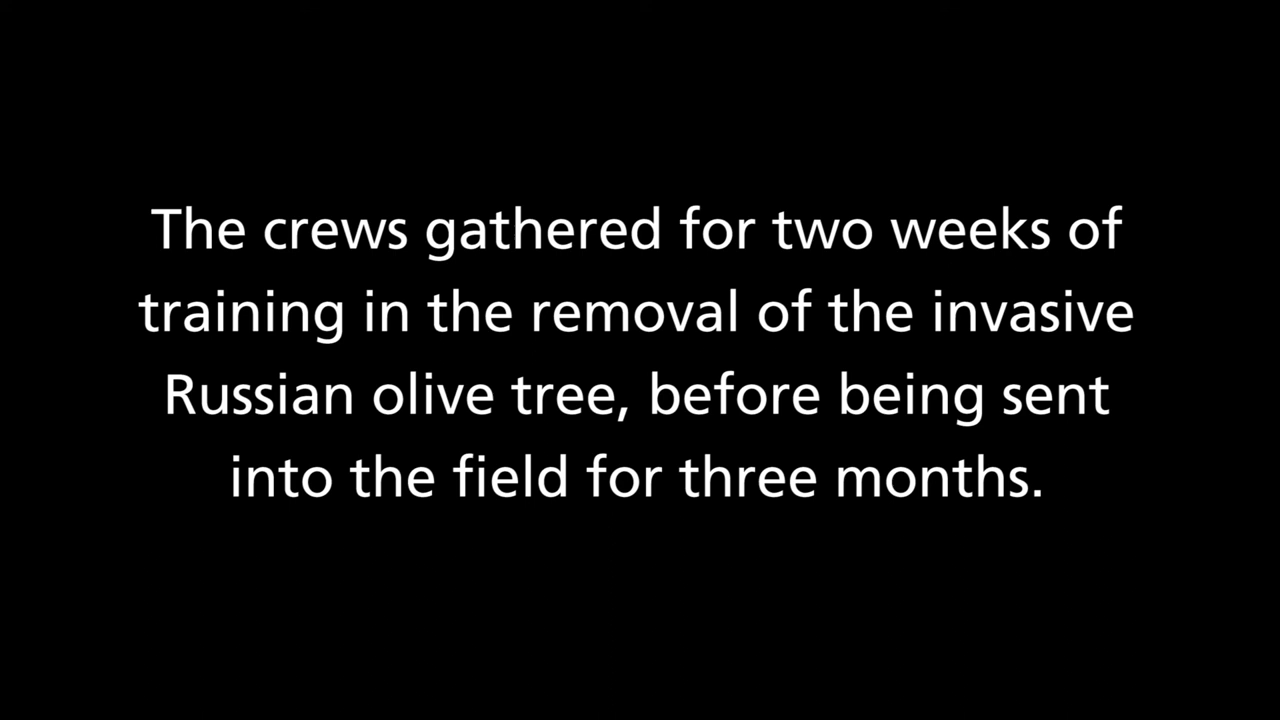 The crews gathered for two weeks of
training in the removal of the invasive
Russian olive tree, before being sent
into the field for three months.